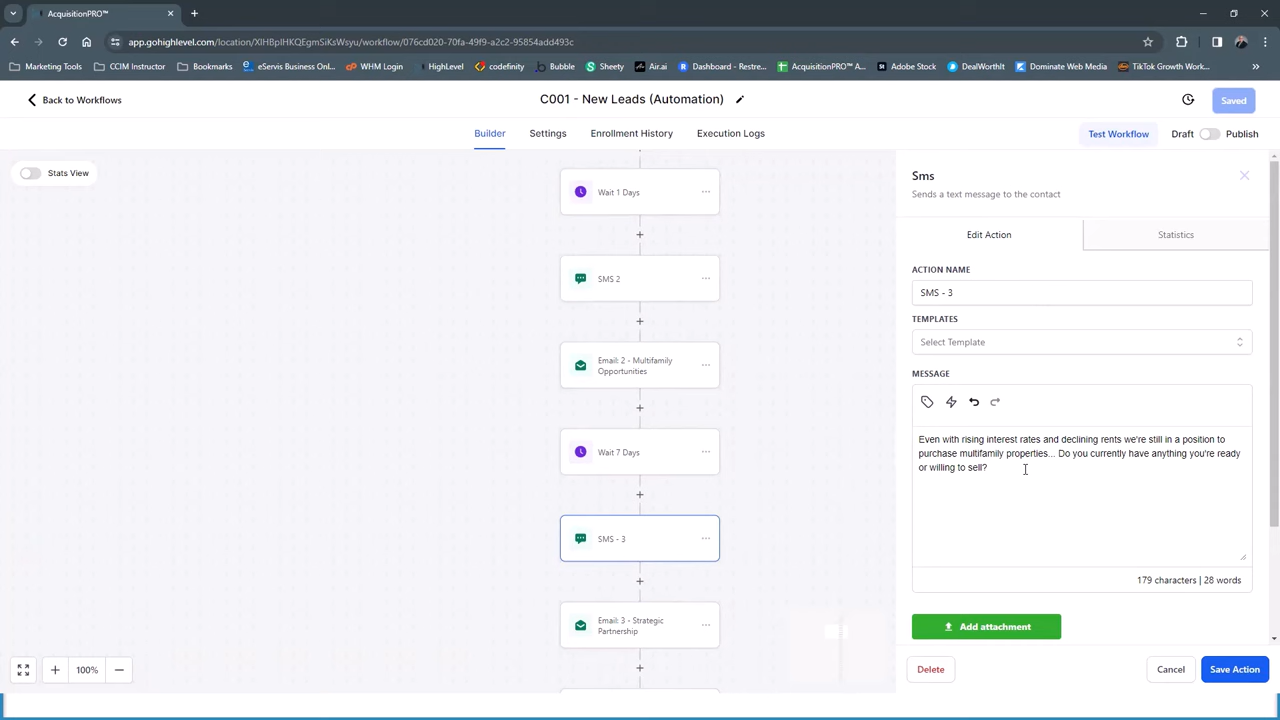 AcquisitionPRO™
app.gohighlevel.com/location/XlHBpIHKQEgmSiKsWsyu/workflow/076cd020-70fa-49f9-a2c2-95854add493c
Marketing Tools
CCIM Instructor
Bookmarks
eServis Business Onl...
WHM Login
HighLevel
codefinity
Bubble
Sheety
Air.ai
Dashboard - Restre...
AcquisitionPRO™ A...
Adobe Stock
DealWorthIt
Dominate Web Media
TikTok Growth Work...
Back to Workflows
C001 - New Leads (Automation)
Saved
Builder
Settings
Enrollment History
Execution Logs
Test Workflow
Draft
Publish
Stats View
Wait 1 Days
SMS 2
Email: 2 - Multifamily
Opportunities
Wait 7 Days
SMS - 3
Email: 3 - Strategic
Partnership
100%
Sms
Sends a text message to the contact
Edit Action
Statistics
ACTION NAME
SMS - 3
TEMPLATES
Select Template
MESSAGE
Even with rising interest rates and declining rents we're still in a position to
purchase multifamily properties... Do you currently have anything you're ready
or willing to sell?
179 characters | 28 words
Add attachment
Delete
Cancel
Save Action